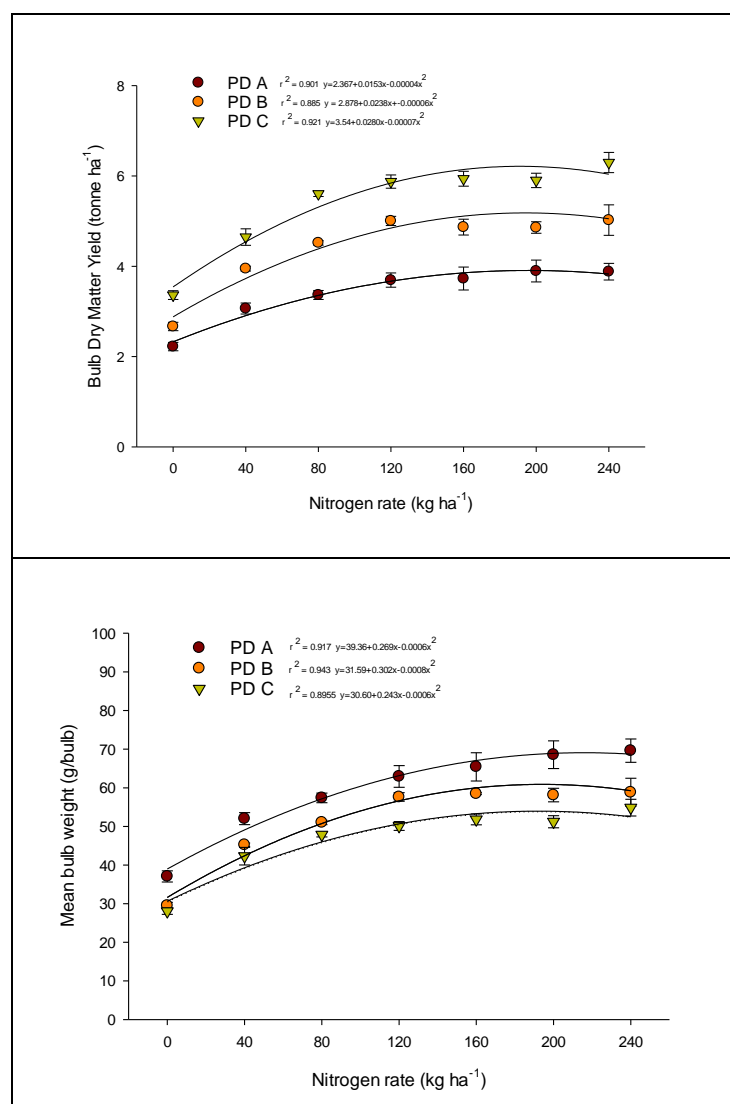 8
6
4
2
0
Bulb Dry Matter Yield (tonne ha⁻¹)
PD A r² = 0.901 y=2.367+0.0153x-0.00004x²
PD B r² = 0.885 y = 2.878+0.0238x+-0.00006x²
PD C r² = 0.921 y=3.54+0.0280x-0.00007x²
0 40 80 120 160 200 240
Nitrogen rate (kg ha⁻¹)
100
90
80
70
60
50
40
30
20
10
0
Mean bulb weight (g/bulb)
PD A r² = 0.917 y=39.36+0.269x-0.0006x²
PD B r² = 0.943 y=31.59+0.302x-0.0008x²
PD C r² = 0.8955 y=30.60+0.243x-0.0006x²
0 40 80 120 160 200 240
Nitrogen rate (kg ha⁻¹)